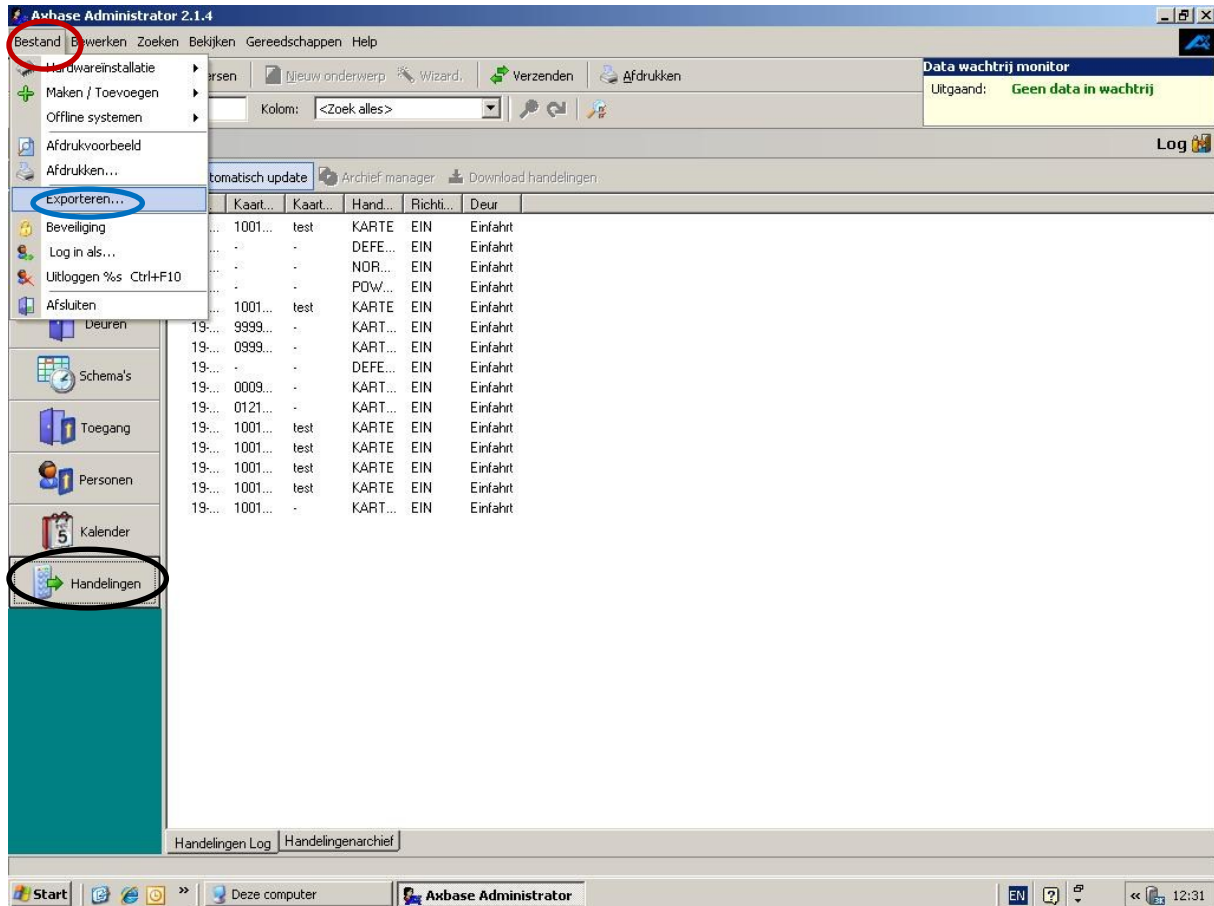 Axbase Administrator 2.1.4
Bestand Bewerken Zoeken Bekijken Gereedschappen Help
Hardwareïnstallatie
Maken / Toevoegen
Offline systemen
Afdrukvoorbeeld
Afdrukken...
Exporteren...
Beveiliging
Log in als...
Uitloggen %s Ctrl+F10
Afsluiten
Nieuw onderwerp Wizard. Verzenden Afdrukken
Kolom: <Zoek alles>
Data wachtrij monitor
Uitgaand: Geen data in wachtrij
Log
update Archief manager Download handelingen
Kaart... Kaart... Hand... Richti... Deur
... 1001... test KARTE EIN Einfahrt
... - - DEFE... EIN Einfahrt
... - - NOR... EIN Einfahrt
... - - POW... EIN Einfahrt
... 1001... test KARTE EIN Einfahrt
19-... 9999... - KART... EIN Einfahrt
19-... 0999... - KART... EIN Einfahrt
19-... - - DEFE... EIN Einfahrt
19-... 0009... - KART... EIN Einfahrt
19-... 0121... - KART... EIN Einfahrt
19-... 1001... test KARTE EIN Einfahrt
19-... 1001... test KARTE EIN Einfahrt
19-... 1001... test KARTE EIN Einfahrt
19-... 1001... test KARTE EIN Einfahrt
19-... 1001... - KART... EIN Einfahrt
Deuren
Schema's
Toegang
Personen
Kalender
Handelingen
Handelingen Log Handelingenarchief
Start Deze computer Axbase Administrator EN 12:31